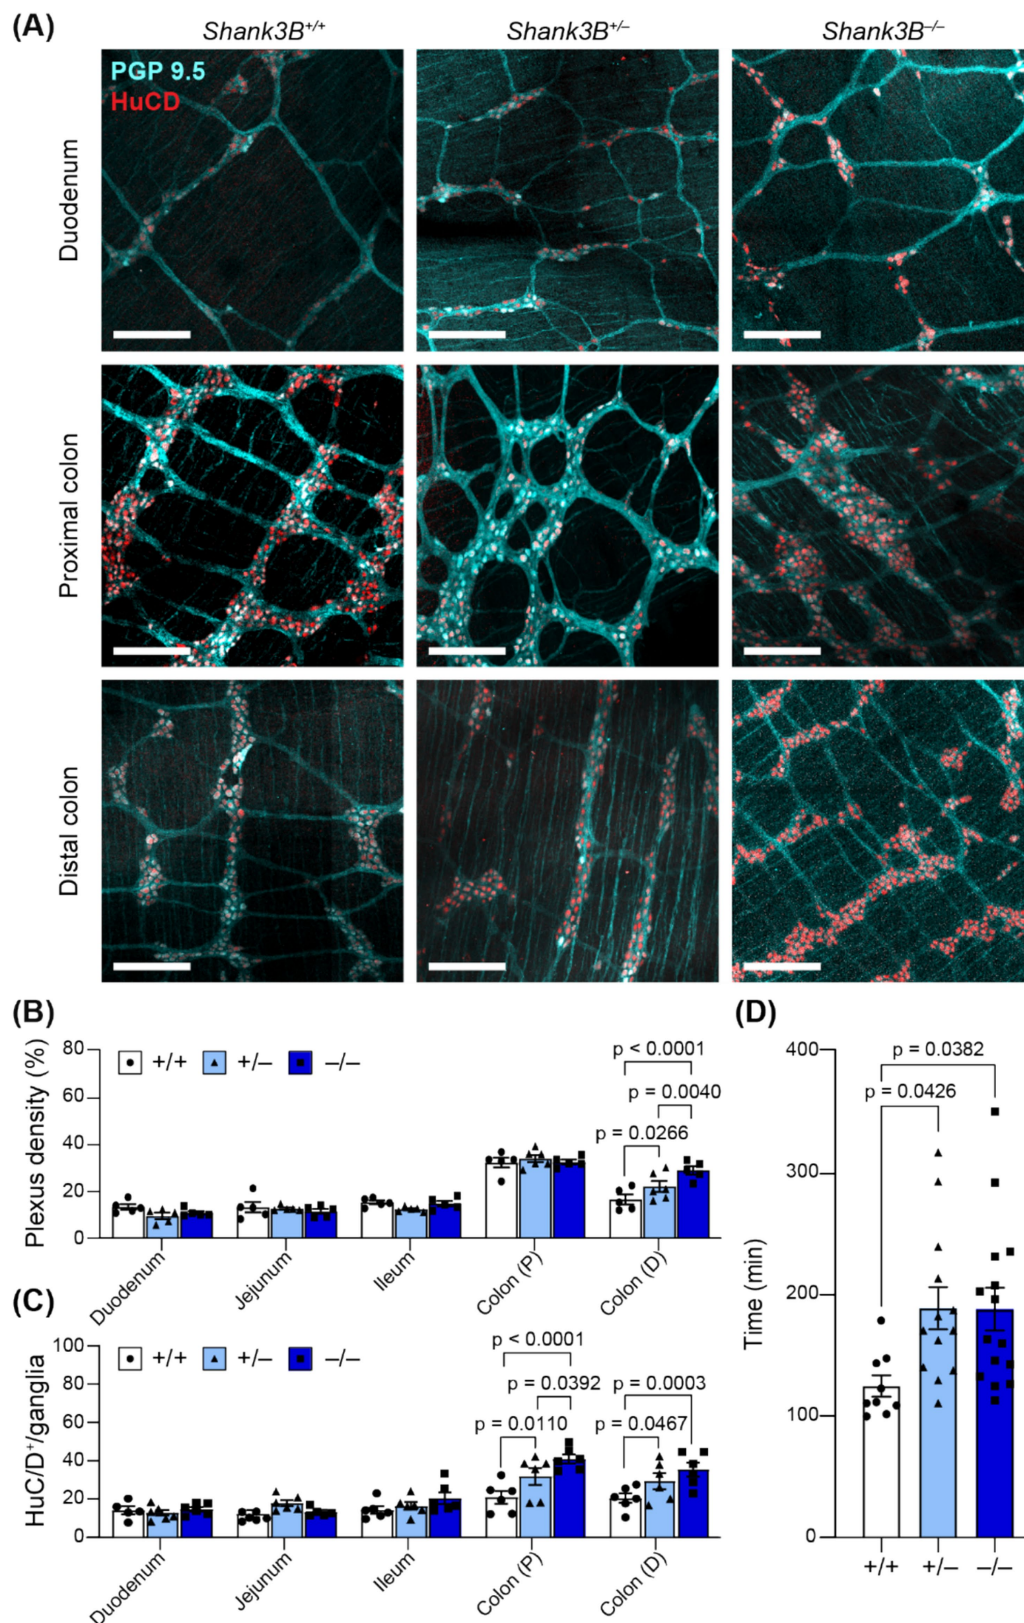 (A)
Shank3B+/+ Shank3B+/– Shank3B–/–
PGP 9.5
HuCD
Duodenum
Proximal colon
Distal colon
(B)
Plexus density (%)
80
60
40
20
0
+/+ +/– –/–
p < 0.0001
p = 0.0040
p = 0.0266
Duodenum Jejunum Ileum Colon (P) Colon (D)
(C)
HuC/D+/ganglia
100
80
60
40
20
0
+/+ +/– –/–
p < 0.0001
p = 0.0392
p = 0.0110
p = 0.0003
p = 0.0467
Duodenum Jejunum Ileum Colon (P) Colon (D)
(D)
Time (min)
400
300
200
100
0
p = 0.0382
p = 0.0426
+/+ +/– –/–